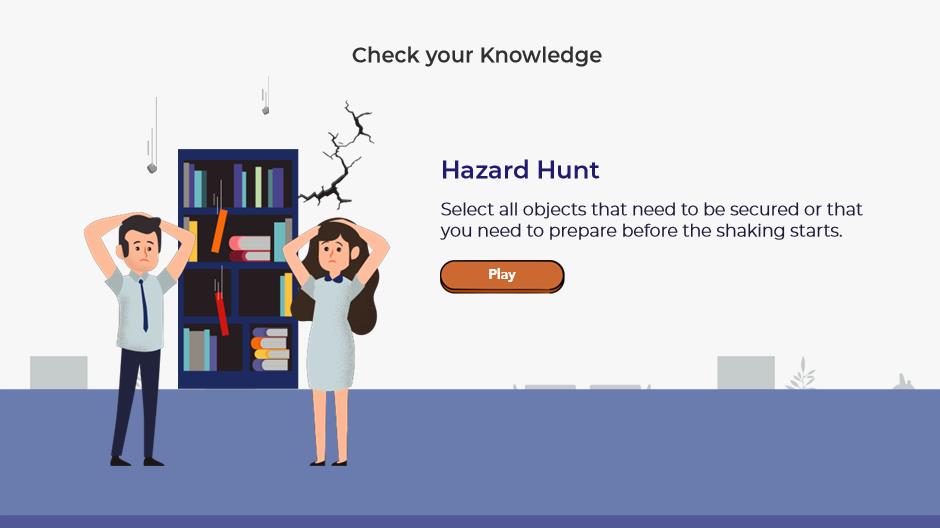 Check your Knowledge
Hazard Hunt
Select all objects that need to be secured or that
you need to prepare before the shaking starts.
Play